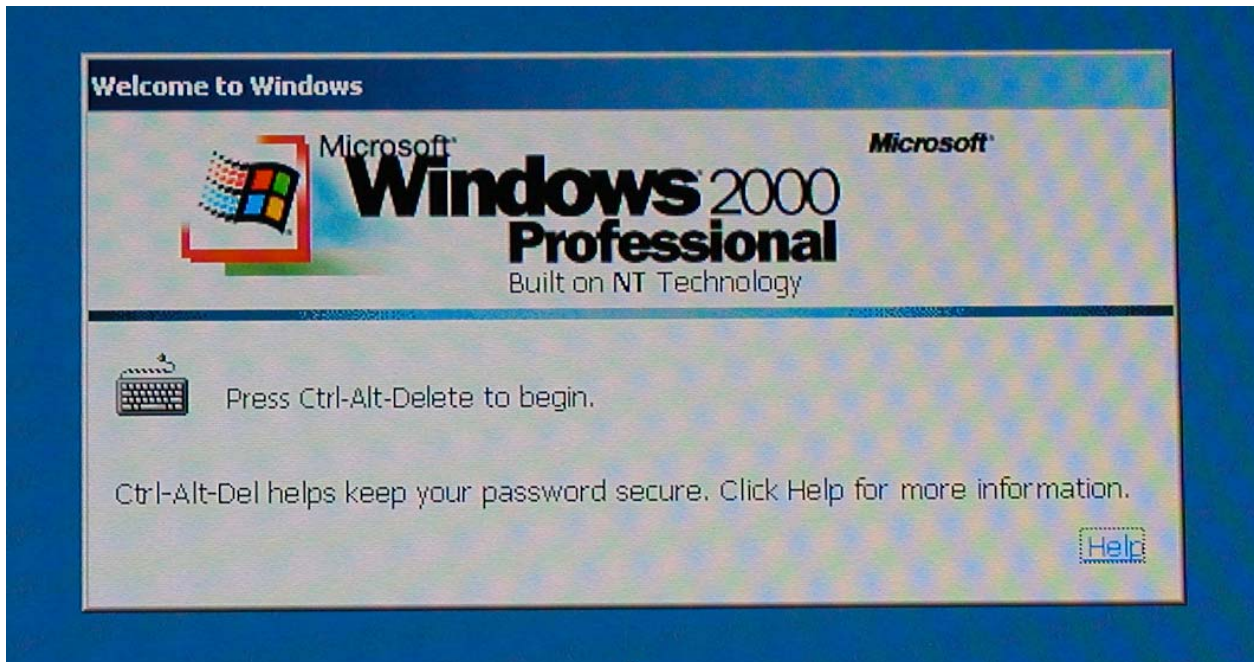 Welcome to Windows
Microsoft®
Microsoft®
Windows® 2000
Professional
Built on NT Technology
Press Ctrl-Alt-Delete to begin.
Ctrl-Alt-Del helps keep your password secure. Click Help for more information.
Help